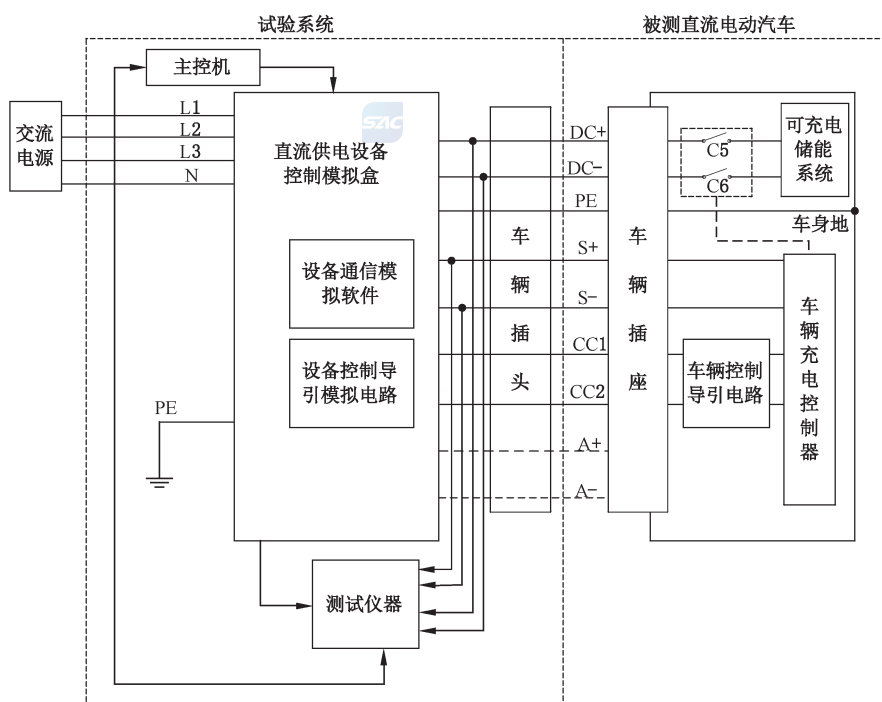 试验系统
被测直流电动汽车
主控机
交流
电源
L1
L2
L3
N
SAC
直流供电设备
控制模拟盒
设备通信模
拟软件
设备控制导
引模拟电路
PE
测试仪器
车
辆
插
头
DC+
DC-
PE
S+
S-
CC1
CC2
A+
A-
车
辆
插
座
C5
C6
可充电
储能
系统
车身地
车辆控制
导引电路
车
辆
充
电
控
制
器